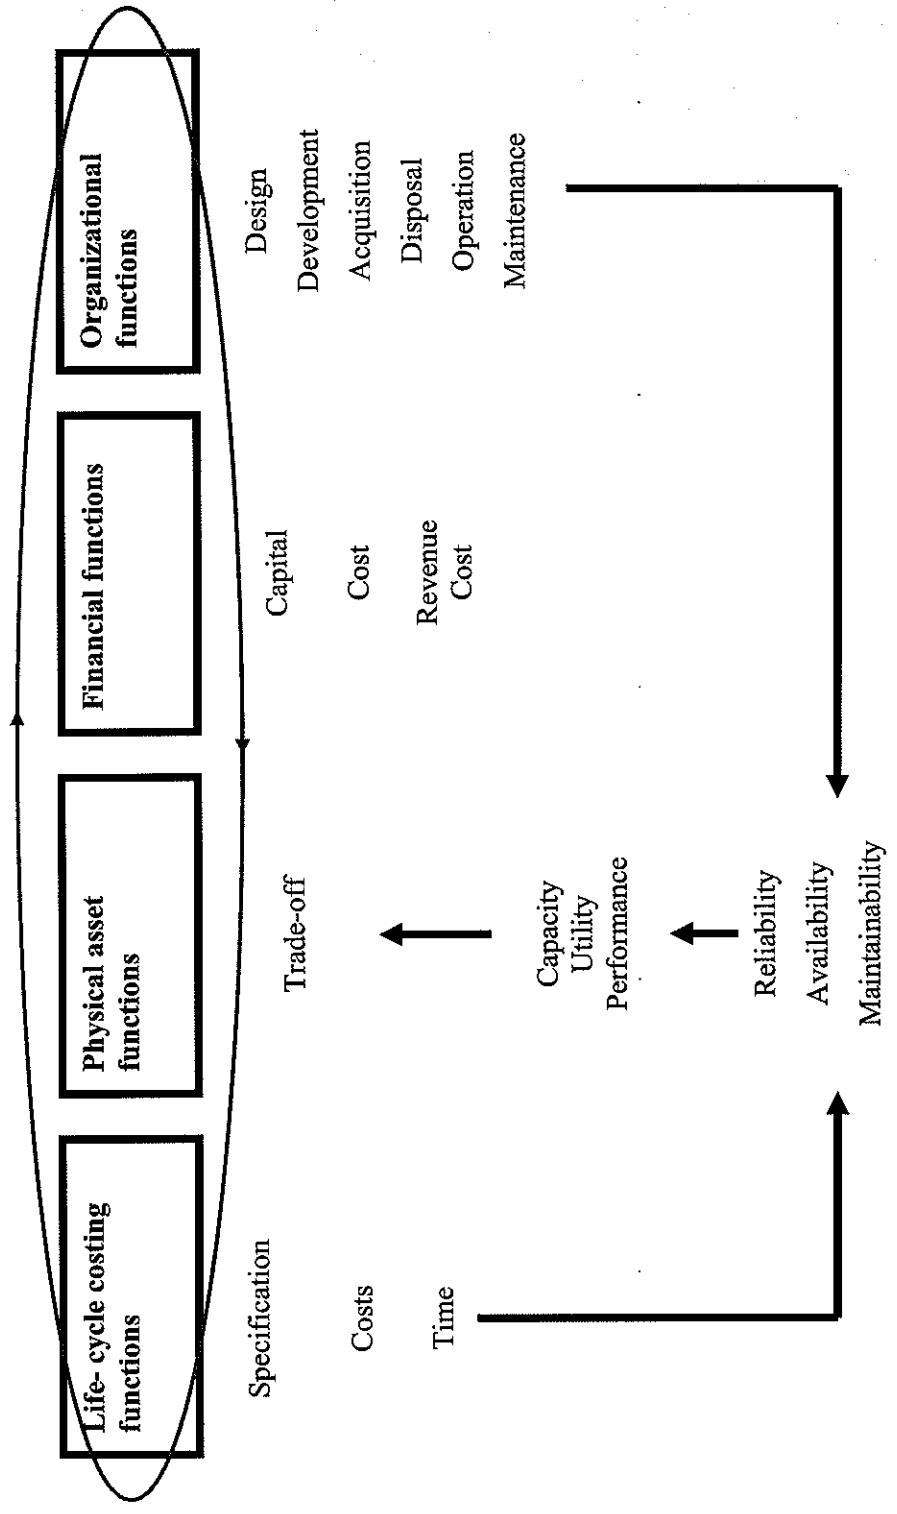 Life- cycle costing
functions
Physical asset
functions
Financial functions
Organizational
functions
Specification
Costs
Time
Trade-off
Capacity
Utility
Performance
Reliability
Availability
Maintainability
Capital
Cost
Revenue
Cost
Design
Development
Acquisition
Disposal
Operation
Maintenance